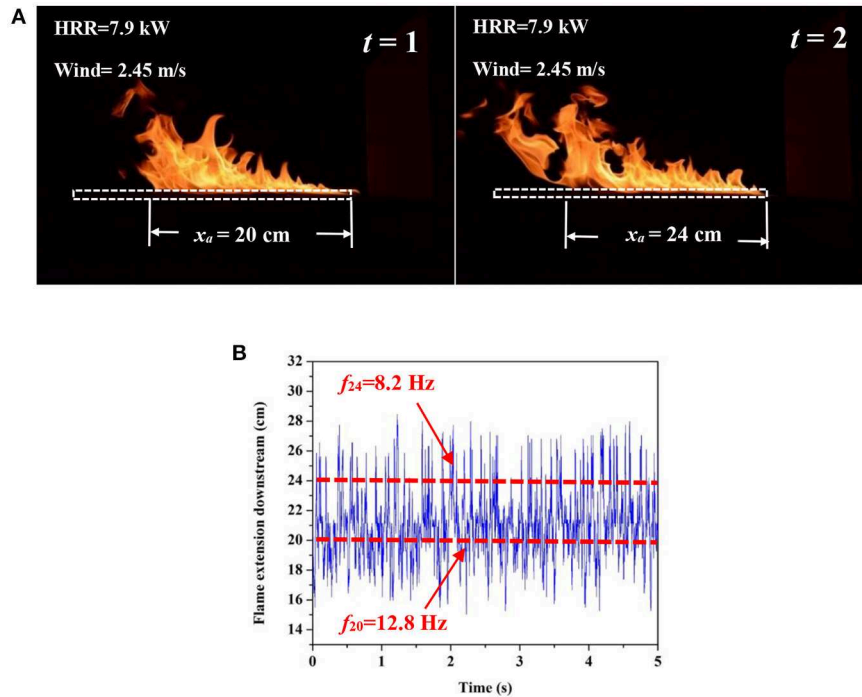 A
HRR=7.9 kW
t = 1
Wind= 2.45 m/s
xa = 20 cm
HRR=7.9 kW
t = 2
Wind= 2.45 m/s
xa = 24 cm
B
Flame extension downstream (cm)
32
30
28
26
24
22
20
18
16
14
f24=8.2 Hz
f20=12.8 Hz
0 1 2 3 4 5
Time (s)